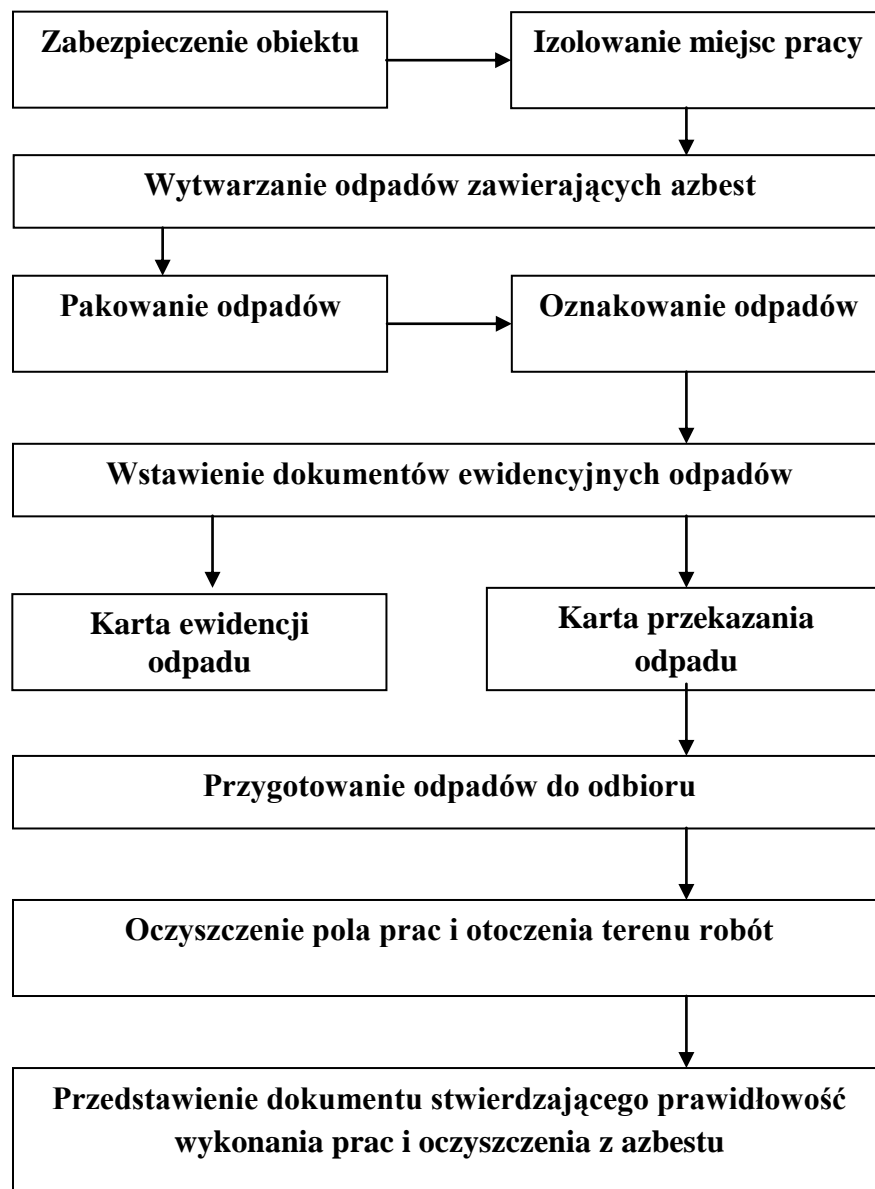 Zabezpieczenie obiektu
Izolowanie miejsc pracy
Wytwarzanie odpadów zawierających azbest
Pakowanie odpadów
Oznakowanie odpadów
Wstawienie dokumentów ewidencyjnych odpadów
Karta ewidencji
odpadu
Karta przekazania
odpadu
Przygotowanie odpadów do odbioru
Oczyszczenie pola prac i otoczenia terenu robót
Przedstawienie dokumentu stwierdzającego prawidłowość
wykonania prac i oczyszczenia z azbestu